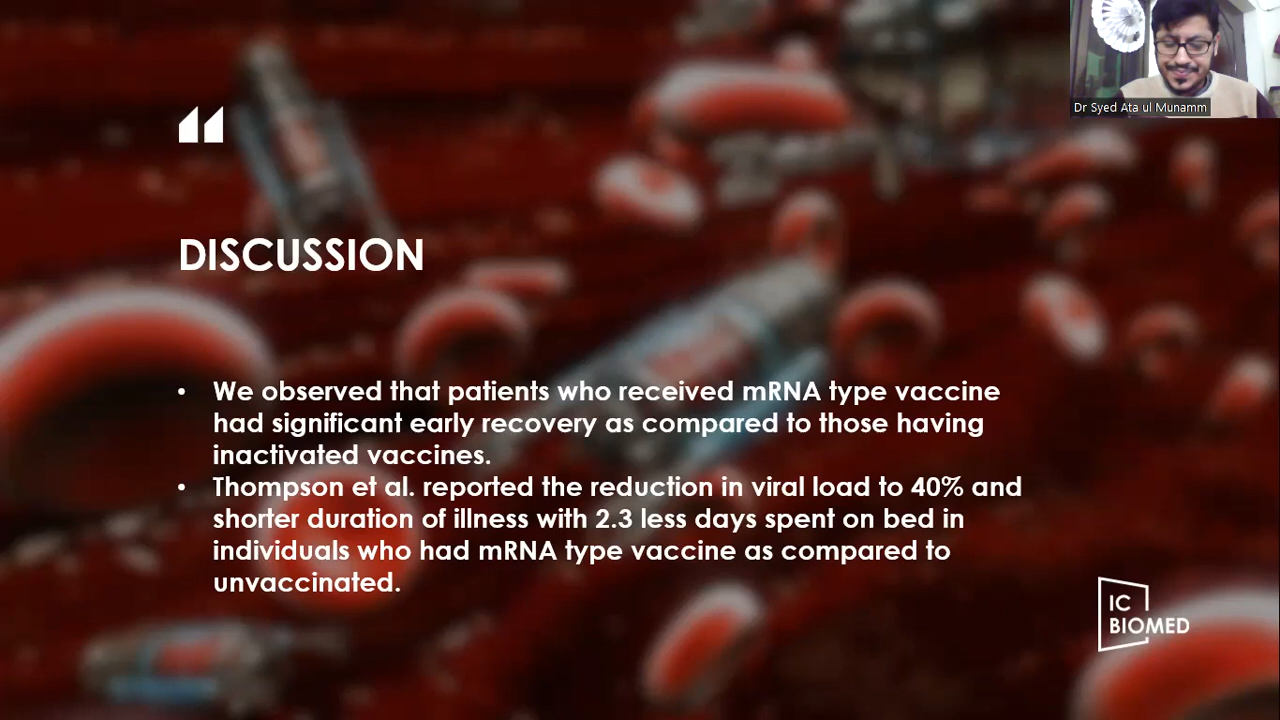 Dr Syed Ata ul Munamm
DISCUSSION
• We observed that patients who received mRNA type vaccine
had significant early recovery as compared to those having
inactivated vaccines.
• Thompson et al. reported the reduction in viral load to 40% and
shorter duration of illness with 2.3 less days spent on bed in
individuals who had mRNA type vaccine as compared to
unvaccinated.
IC
BIOMED